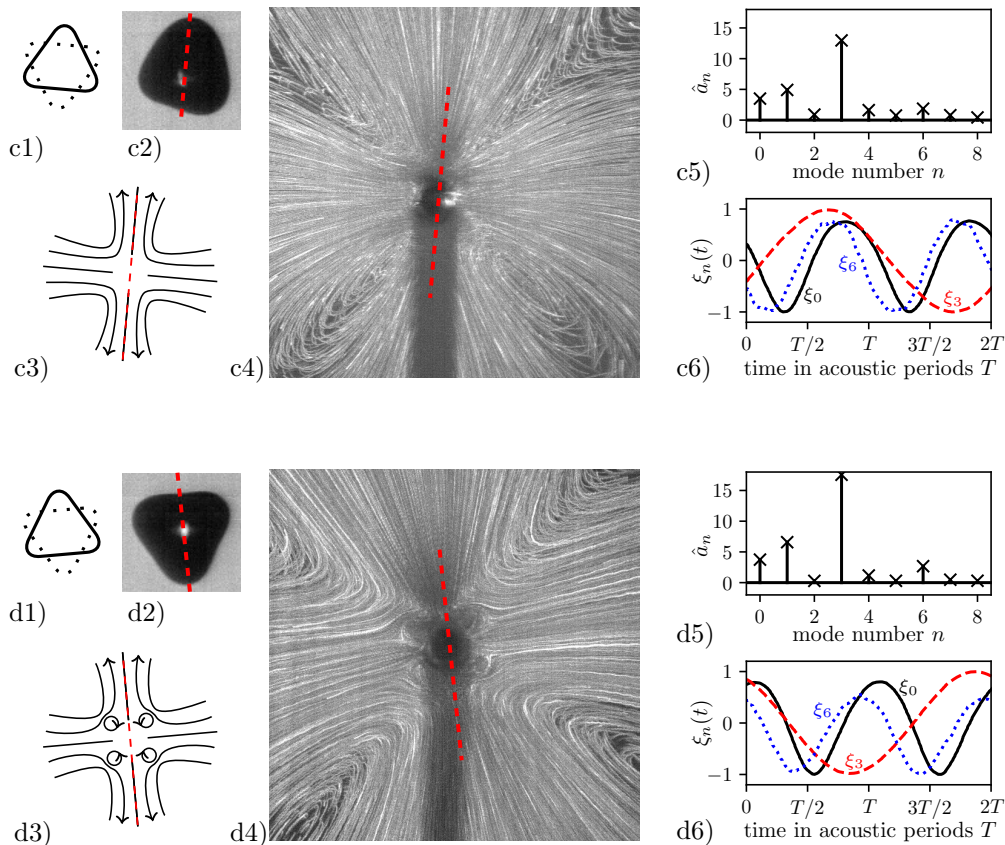 c1)
c2)
c3)
c4)
15
10
5
0
â_n
0 2 4 6 8
mode number n
c5)
1
0
−1
ξ_n(t)
ξ_6
ξ_0
ξ_3
T/2 T 3T/2 2T
0
time in acoustic periods T
c6)
d1)
d2)
d3)
d4)
15
10
5
0
â_n
0 2 4 6 8
mode number n
d5)
1
0
−1
ξ_n(t)
ξ_6
ξ_0
ξ_3
T/2 T 3T/2 2T
0
time in acoustic periods T
d6)